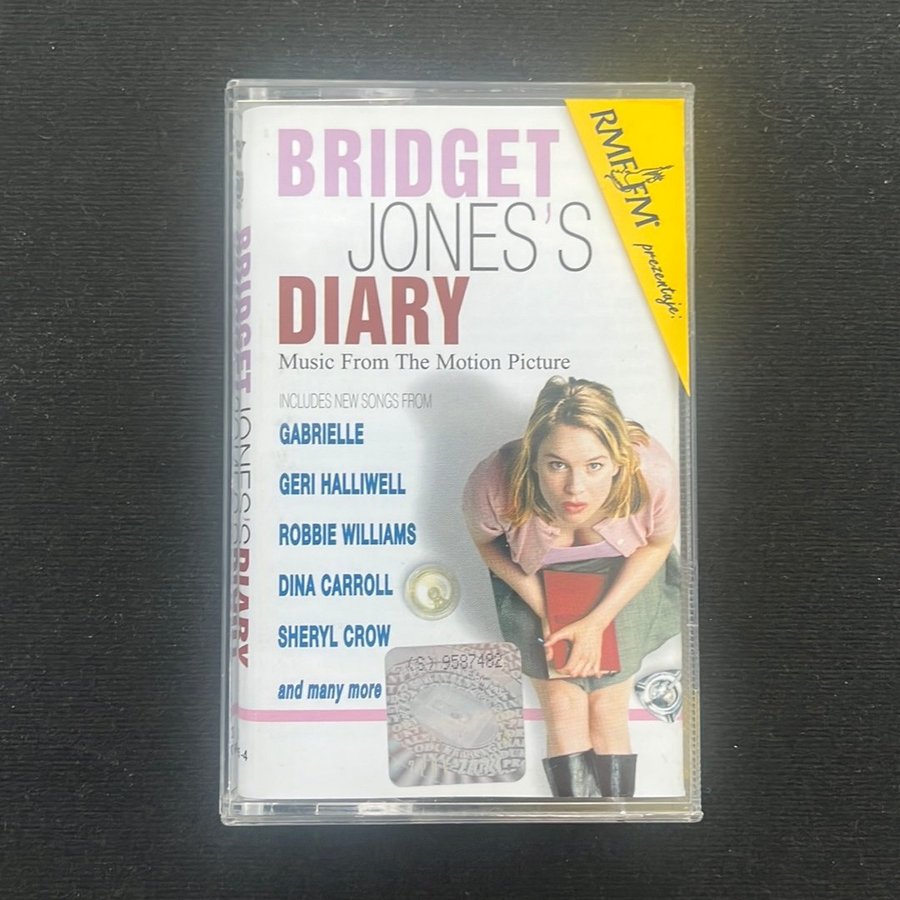 BRIDGET
JONES'S
DIARY
Music From The Motion Picture
INCLUDES NEW SONGS FROM
GABRIELLE
GERI HALLIWELL
ROBBIE WILLIAMS
DINA CARROLL
SHERYL CROW
and many more
RMF FM
prezentuje:
(S) 9587482
BRIDGET JONES'S DIARY